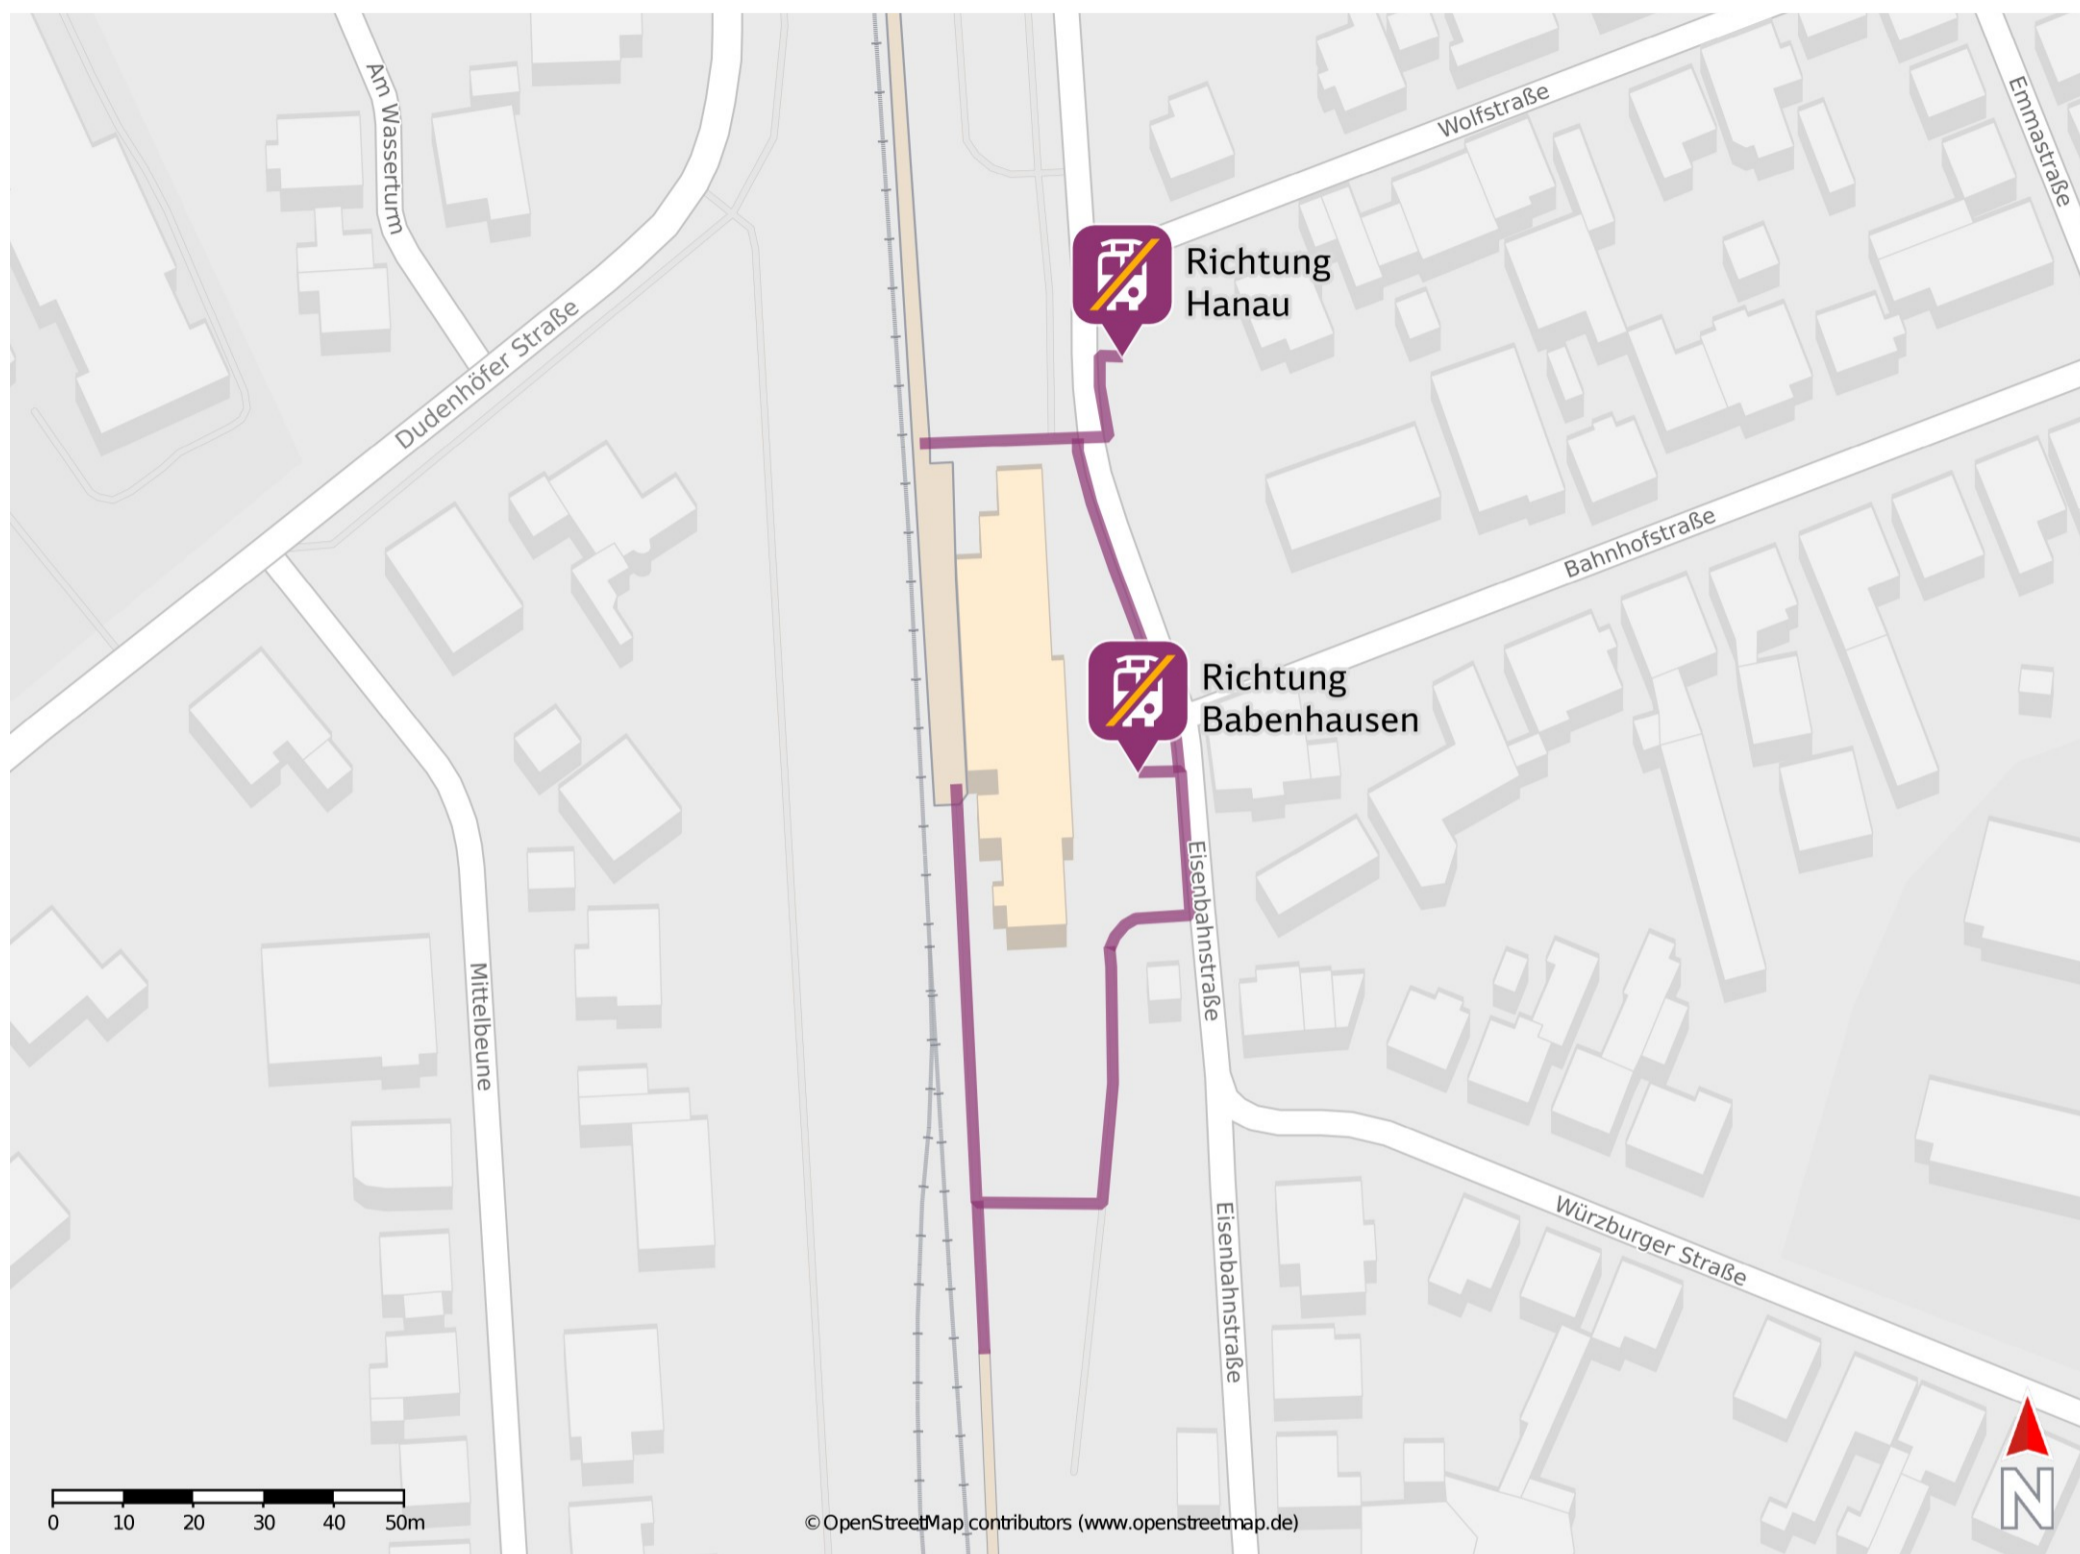 Am Wasserturm
Wolfstraße
Emmastraße
Richtung
Hanau
Dudenhöfer Straße
Bahnhofstraße
Richtung
Babenhausen
Eisenbahnstraße
Mittelbeune
Eisenbahnstraße
Würzburger Straße
N
0 10 20 30 40 50m
© OpenStreetMap contributors (www.openstreetmap.de)